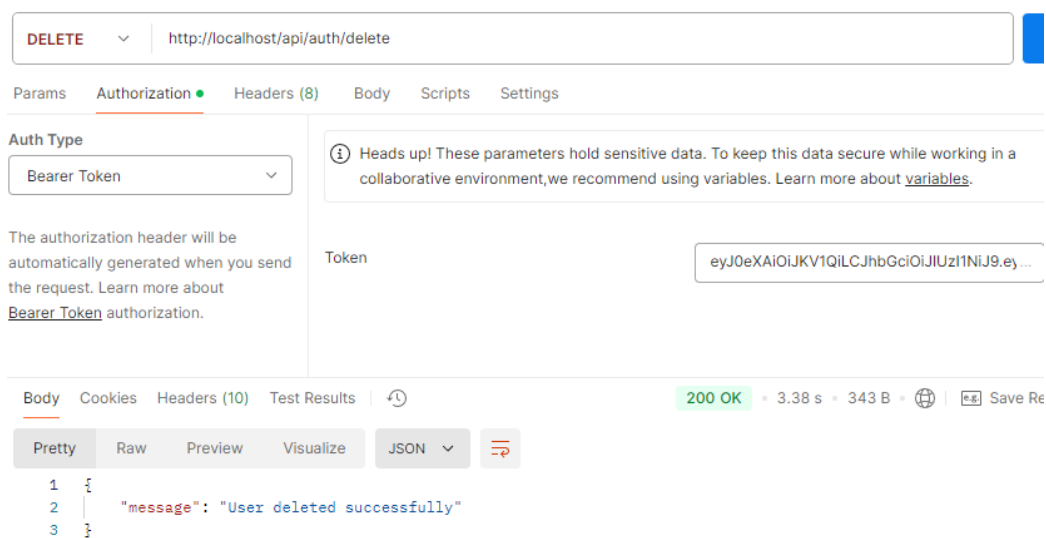 DELETE http://localhost/api/auth/delete
Params Authorization Headers (8) Body Scripts Settings
Auth Type
Bearer Token
The authorization header will be
automatically generated when you send
the request. Learn more about
Bearer Token authorization.
Heads up! These parameters hold sensitive data. To keep this data secure while working in a
collaborative environment,we recommend using variables. Learn more about variables.
Token eyJ0eXAiOiJKV1QiLCJhbGciOiJIUzI1NiJ9.ey...
Body Cookies Headers (10) Test Results 200 OK 3.38 s 343 B e.g. Save Re
Pretty Raw Preview Visualize JSON
1 {
2 "message": "User deleted successfully"
3 }